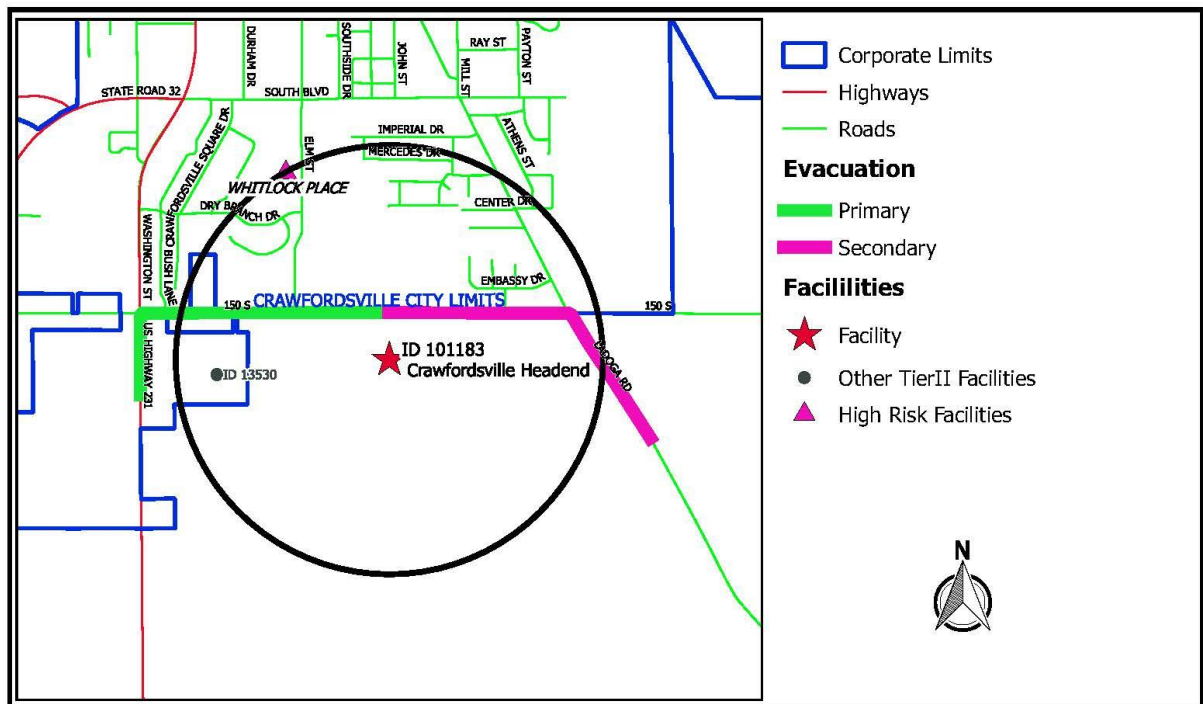 DURHAM DR
SOUTHSIDE DR
JOHN ST
RAY ST
MILL ST
PAYTON ST
STATE ROAD 32
SOUTH BLVD
IMPERIAL DR
MERCEDES DR
ATHENS ST
ELM ST
CRAWFORDSVILLE SQUARE DR
WHITLOCK PLACE
DRY BRANCH DR
CENTER DR
WASHINGTON ST
BUSH LANE
EMBASSY DR
150 S
CRAWFORDSVILLE CITY LIMITS
150 S
US HIGHWAY 231
ID 13530
ID 101183
Crawfordsville Headend
LADOGA RD
Corporate Limits
Highways
Roads
Evacuation
Primary
Secondary
Facililities
Facility
Other TierII Facilities
High Risk Facilities
N